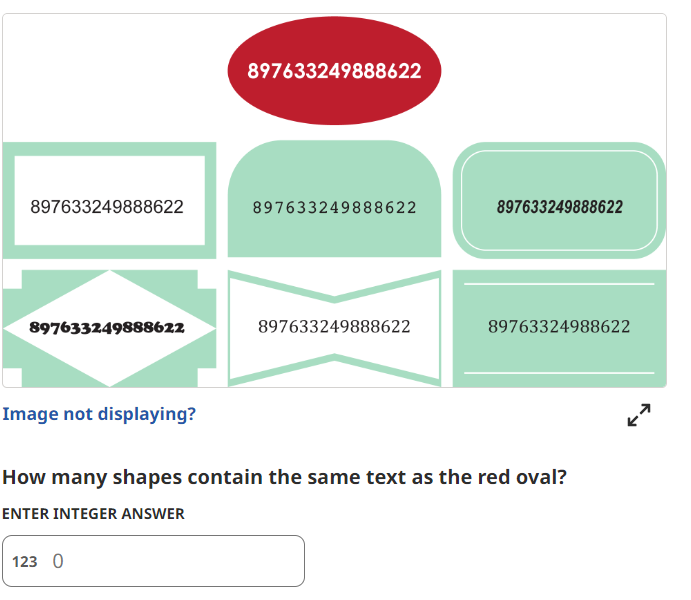 897633249888622
897633249888622
897633249888622
897633249888622
897633249888622
897633249888622
89763324988622
Image not displaying?
How many shapes contain the same text as the red oval?
ENTER INTEGER ANSWER
123 0